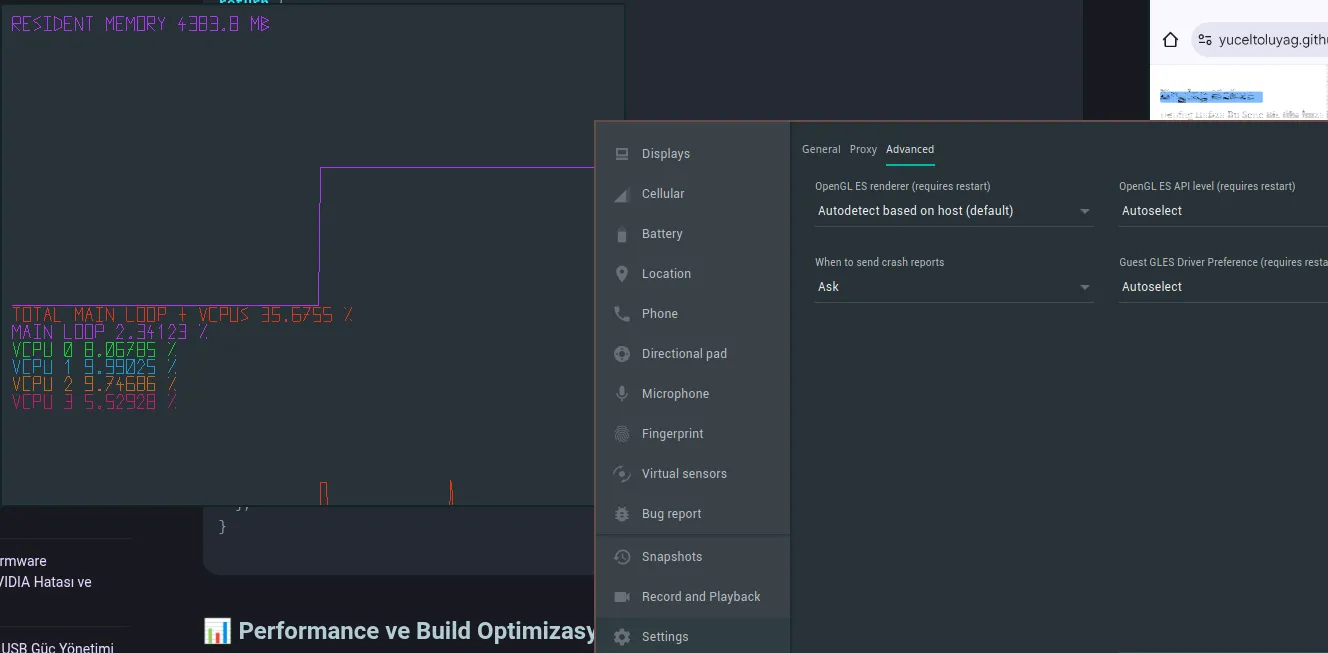 return (
RESIDENT MEMORY 4383.8 MB
TOTAL MAIN LOOP + VCPUS 35.6755 %
MAIN LOOP 2.34123 %
VCPU 0 8.06785 %
VCPU 1 9.99025 %
VCPU 2 9.74686 %
VCPU 3 5.52928 %
}
rmware
VIDIA Hatası ve
USB Güç Yönetimi
📊 Performance ve Build Optimizasy
yuceltoluyag.githu
Displays
Cellular
Battery
Location
Phone
Directional pad
Microphone
Fingerprint
Virtual sensors
Bug report
Snapshots
Record and Playback
Settings
General Proxy Advanced
OpenGL ES renderer (requires restart) OpenGL ES API level (requires restart)
Autodetect based on host (default) Autoselect
When to send crash reports Guest GLES Driver Preference (requires resta
Ask Autoselect